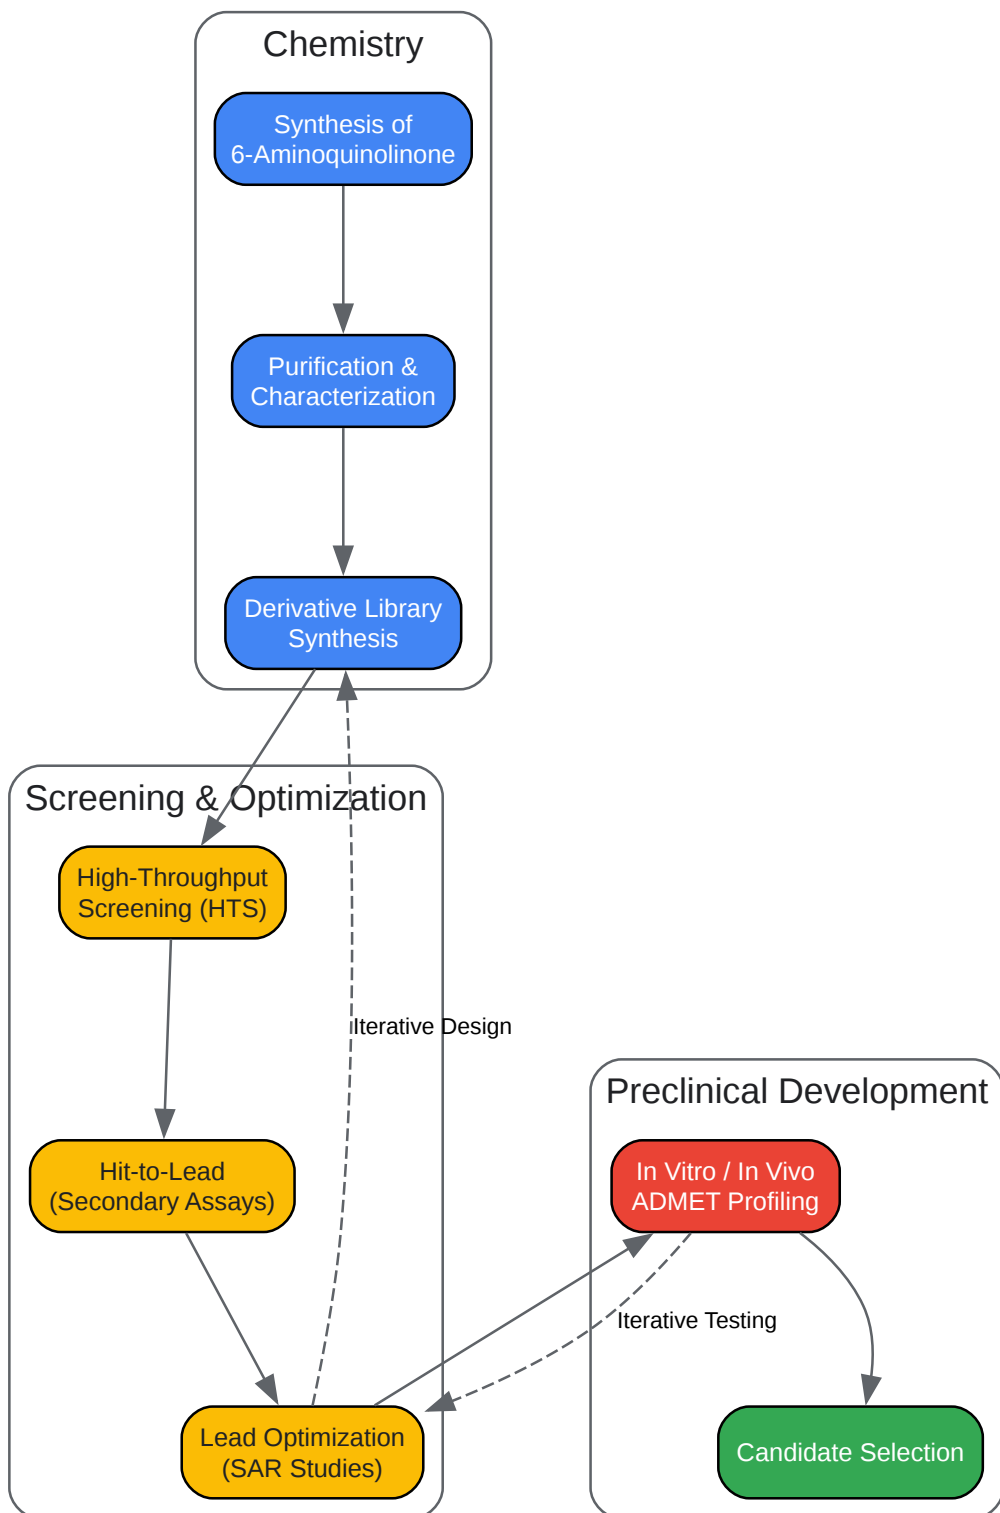 Chemistry
Synthesis of
6-Aminoquinolinone
Purification &
Characterization
Derivative Library
Synthesis
Screening & Optimization
High-Throughput
Screening (HTS)
Iterative Design
Hit-to-Lead
(Secondary Assays)
Lead Optimization
(SAR Studies)
Preclinical Development
In Vitro / In Vivo
ADMET Profiling
Iterative Testing
Candidate Selection